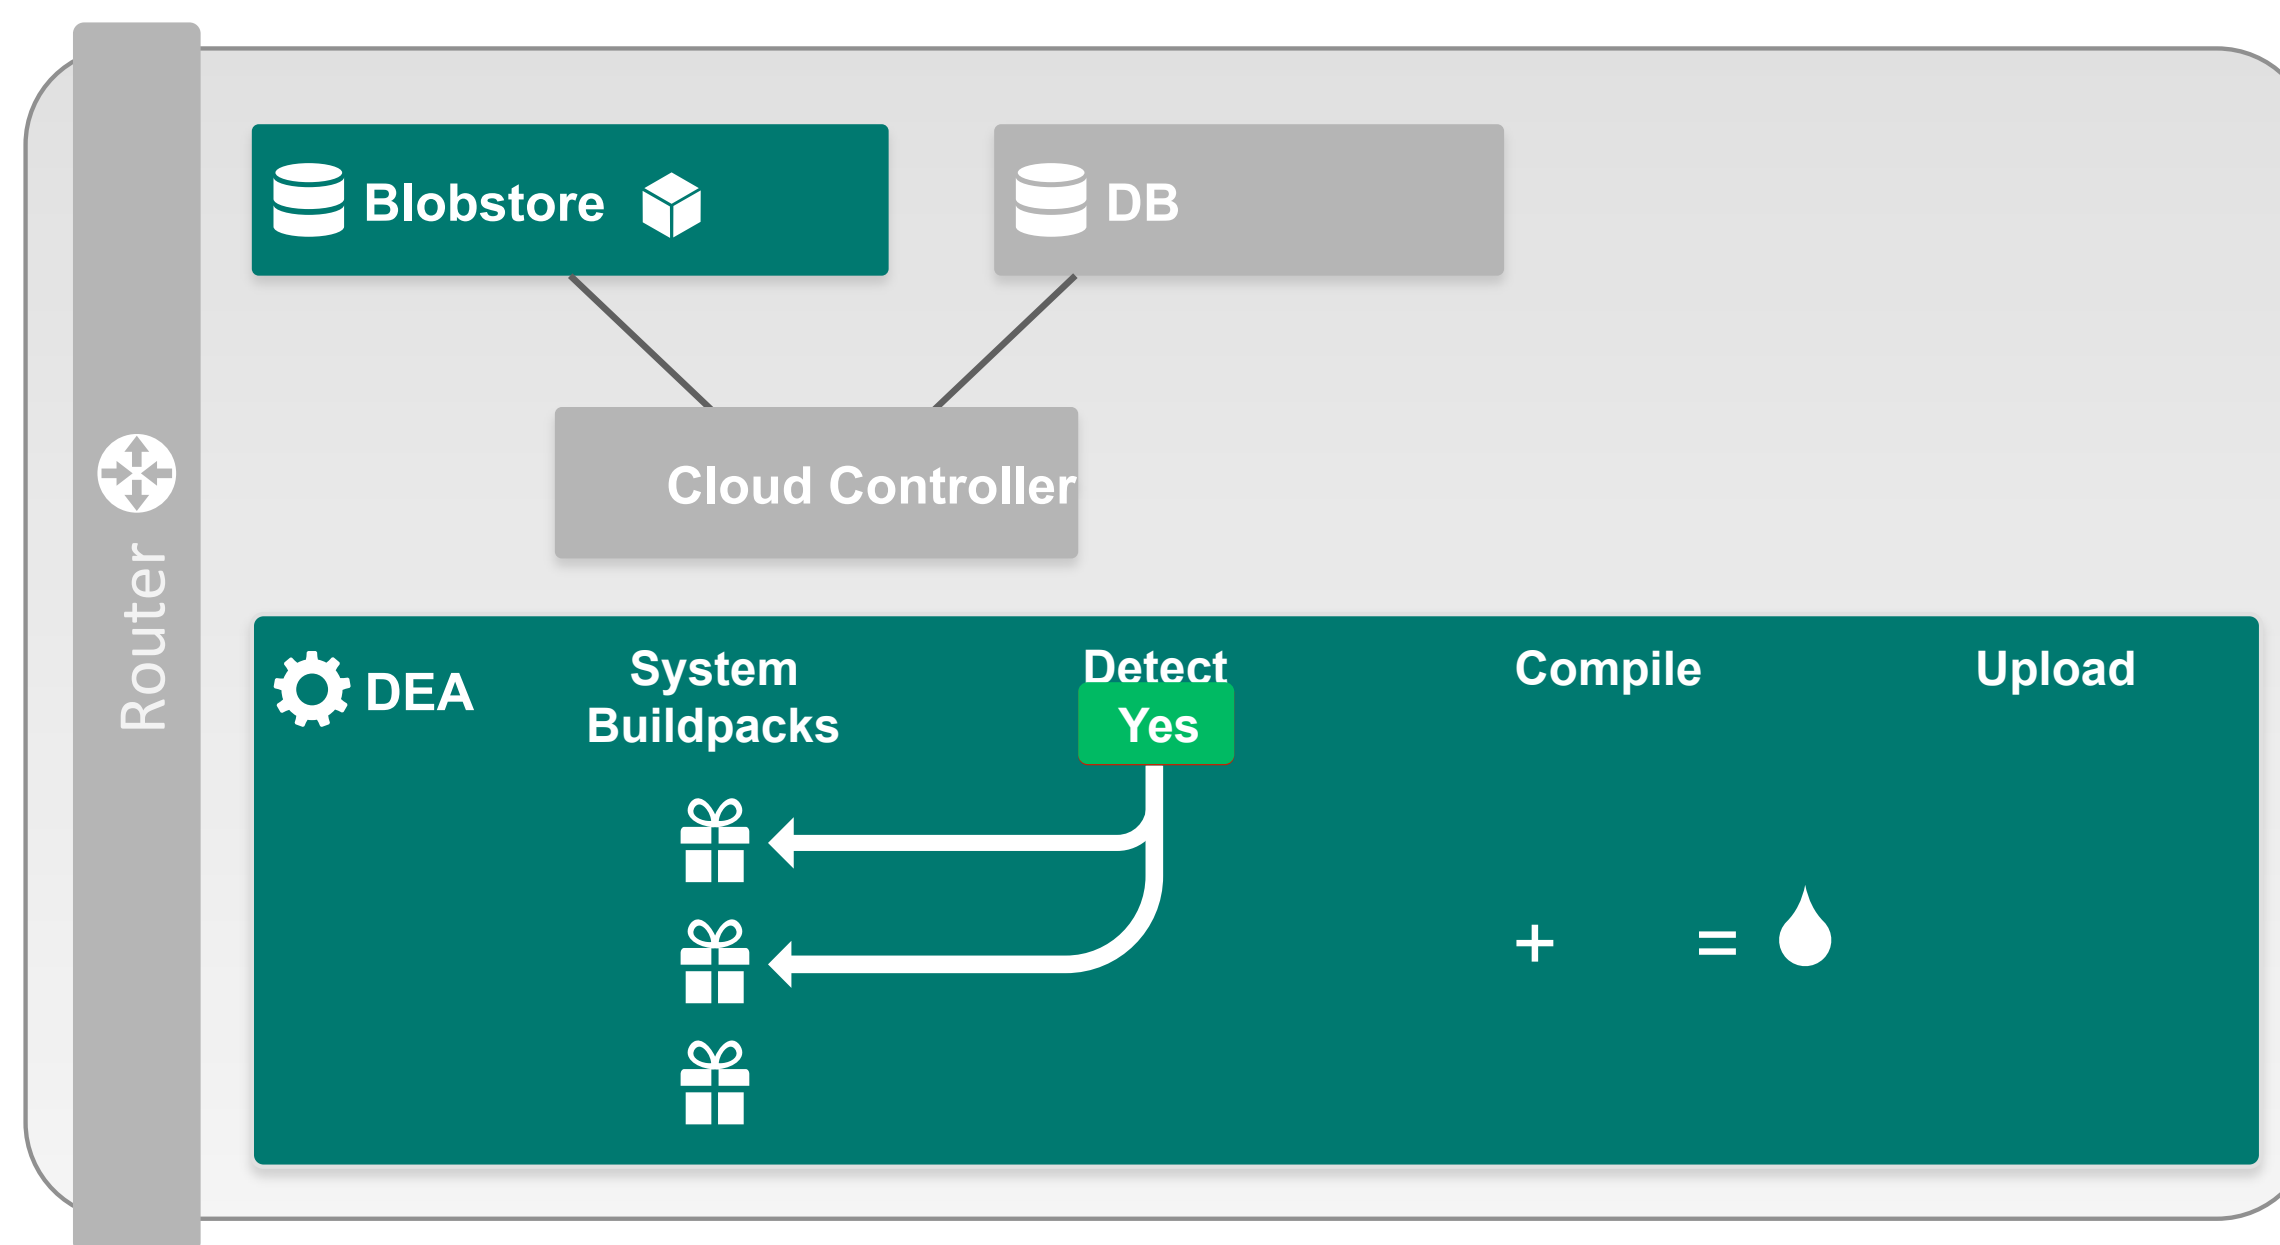 Router
Blobstore
DB
Cloud Controller
DEA
System
Buildpacks
Detect
Yes
Compile
Upload
+ =